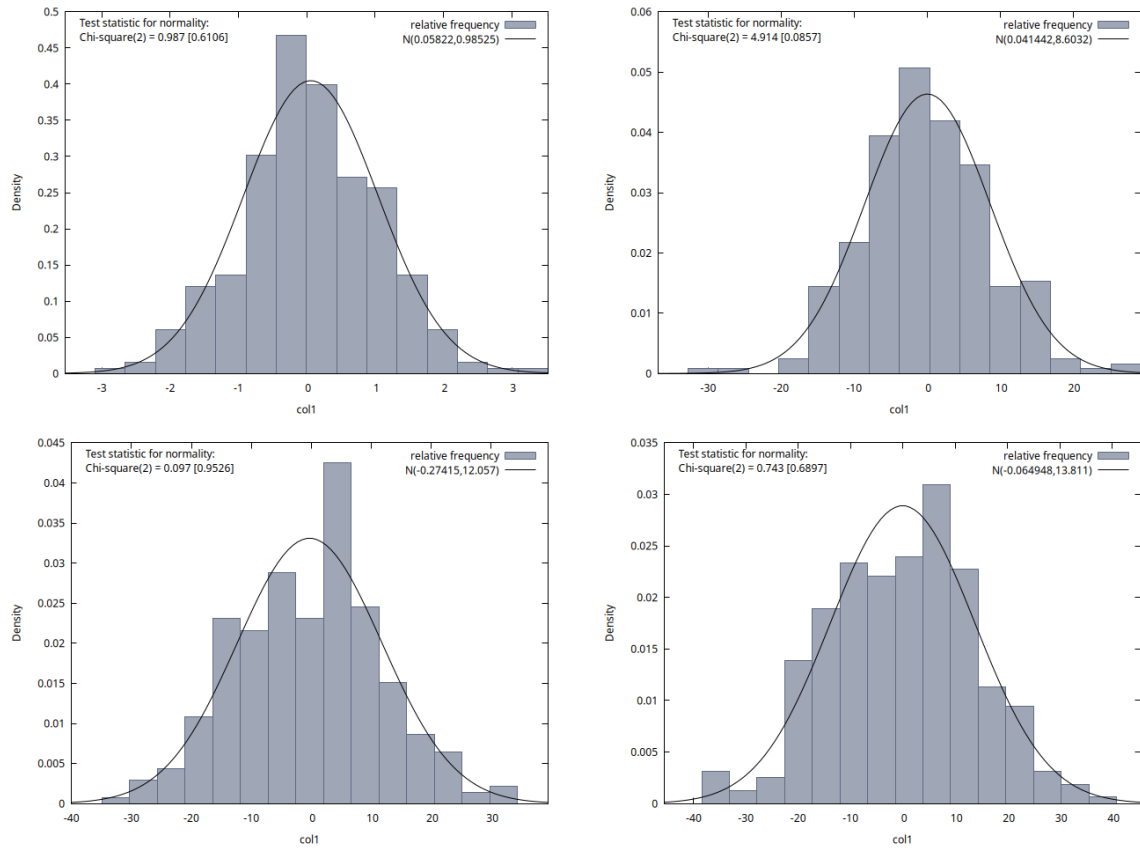 Test statistic for normality:
Chi-square(2) = 0.987 [0.6106]
relative frequency
N(0.05822,0.98525)
0.5
0.45
0.4
0.35
0.3
0.25
0.2
0.15
0.1
0.05
0
Density
-3 -2 -1 0 1 2 3
col1
Test statistic for normality:
Chi-square(2) = 4.914 [0.0857]
relative frequency
N(0.041442,8.6032)
0.06
0.05
0.04
0.03
0.02
0.01
0
Density
-30 -20 -10 0 10 20
col1
Test statistic for normality:
Chi-square(2) = 0.097 [0.9526]
relative frequency
N(-0.27415,12.057)
0.045
0.04
0.035
0.03
0.025
0.02
0.015
0.01
0.005
0
Density
-40 -30 -20 -10 0 10 20 30
col1
Test statistic for normality:
Chi-square(2) = 0.743 [0.6897]
relative frequency
N(-0.064948,13.811)
0.035
0.03
0.025
0.02
0.015
0.01
0.005
0
Density
-40 -30 -20 -10 0 10 20 30 40
col1